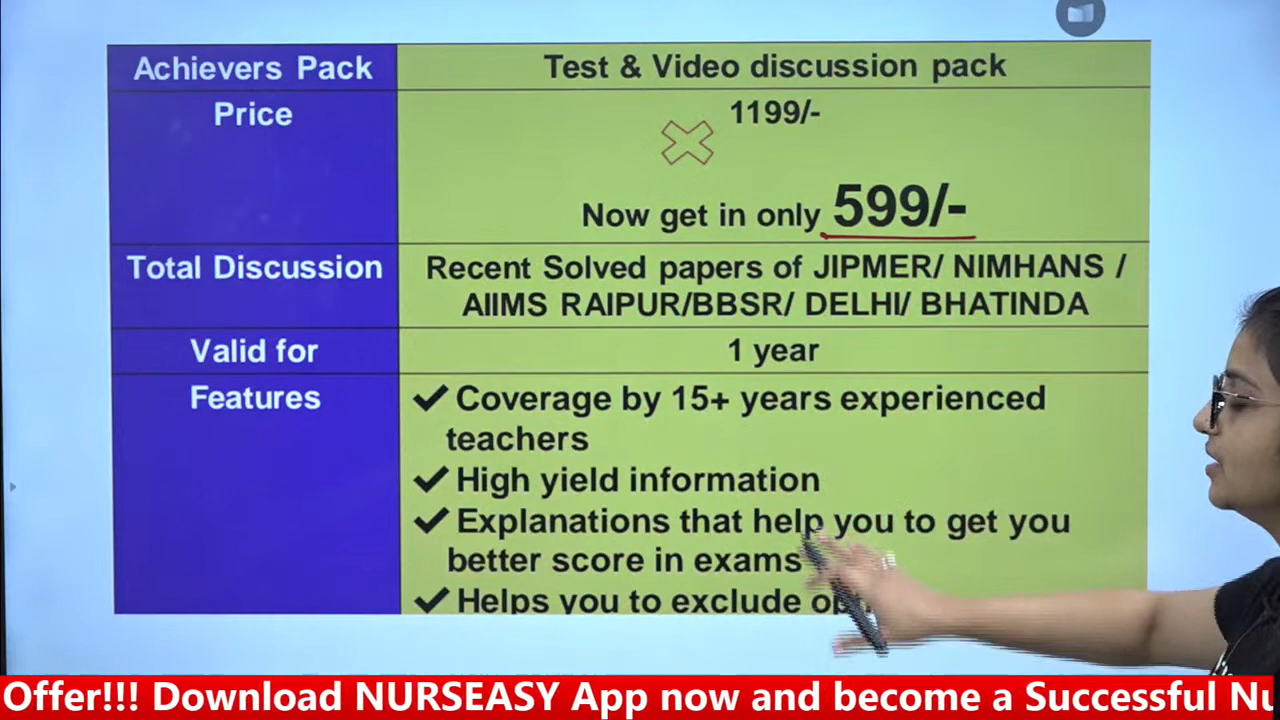 Achievers Pack
Test & Video discussion pack
Price
1199/-
Now get in only 599/-
Total Discussion
Recent Solved papers of JIPMER/ NIMHANS /
AIIMS RAIPUR/BBSR/ DELHI/ BHATINDA
Valid for
1 year
Features
✔ Coverage by 15+ years experienced
teachers
✔ High yield information
✔ Explanations that help you to get you
better score in exams
✔ Helps you to exclude
Offer!!! Download NURSEASY App now and become a Successful